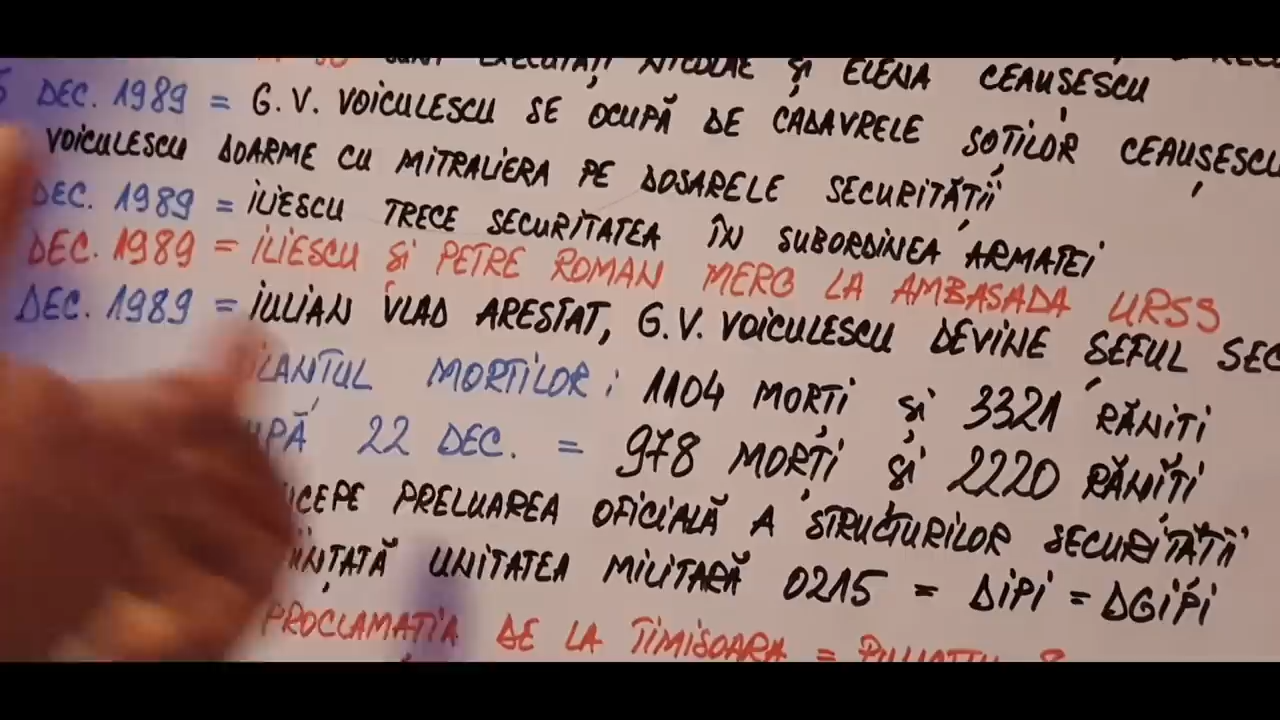 SUNT EXECUTAȚI NICOLAE ȘI ELENA CEAUȘESCU
DEC. 1989 = G. V. VOICULESCU SE OCUPĂ DE CADAVRELE SOȚILOR CEAUȘESCU
VOICULESCU DOARME CU MITRALIERA PE DOSARELE SECURITĂȚII
DEC. 1989 = ILIESCU TRECE SECURITATEA ÎN SUBORDINEA ARMATEI
DEC. 1989 = ILIESCU ȘI PETRE ROMAN MERG LA AMBASADA URSS
DEC. 1989 = IULIAN VLAD ARESTAT, G.V. VOICULESCU DEVINE ȘEFUL SEC
MORȚILOR: 1104 MORȚI ȘI 3321 RĂNIȚI
22 DEC. = 978 MORȚI ȘI 2220 RĂNIȚI
PRELUAREA OFICIALĂ A STRUCTURILOR SECURITĂȚII
UNITATEA MILITARĂ 0215 = DIPI = DGIPI
PROCLAMAȚIA DE LA TIMIȘOARA =